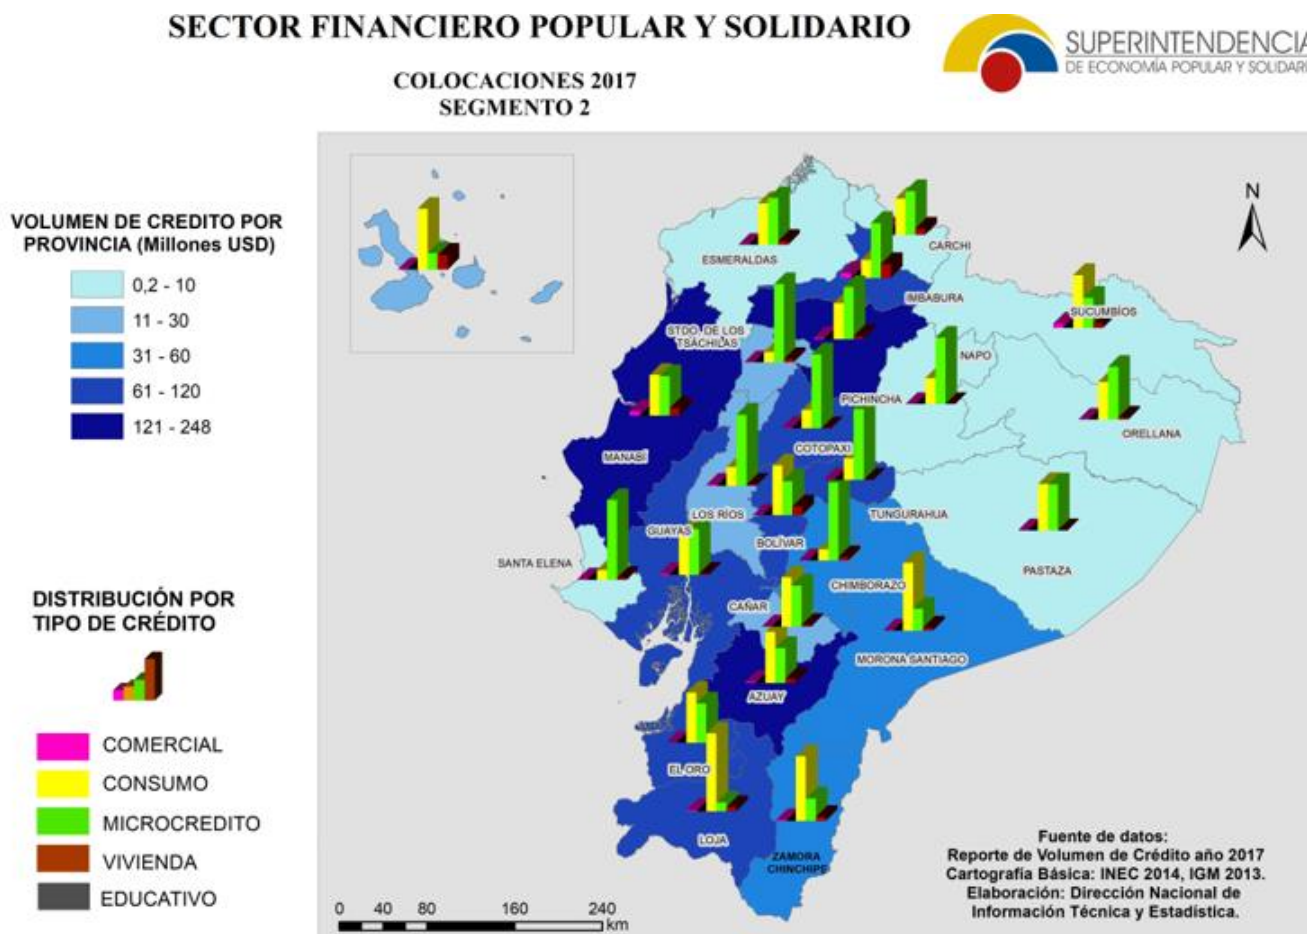 SECTOR FINANCIERO POPULAR Y SOLIDARIO
SUPERINTENDENCIA
DE ECONOMÍA POPULAR Y SOLIDARI
COLOCACIONES 2017
SEGMENTO 2
VOLUMEN DE CREDITO POR
PROVINCIA (Millones USD)
0,2 - 10
11 - 30
31 - 60
61 - 120
121 - 248
DISTRIBUCIÓN POR
TIPO DE CRÉDITO
COMERCIAL
CONSUMO
MICROCREDITO
VIVIENDA
EDUCATIVO
N
ESMERALDAS
CARCHI
IMBABURA
SUCUMBÍOS
STDO. DE LOS
TSÁCHILAS
NAPO
PICHINCHA
ORELLANA
MANABÍ
COTOPAXI
LOS RÍOS
TUNGURAHUA
GUAYAS
BOLÍVAR
SANTA ELENA
PASTAZA
CHIMBORAZO
CAÑAR
MORONA SANTIAGO
AZUAY
EL ORO
LOJA
ZAMORA
CHINCHIPE
0 40 80 160 240
km
Fuente de datos:
Reporte de Volumen de Crédito año 2017
Cartografía Básica: INEC 2014, IGM 2013.
Elaboración: Dirección Nacional de
Información Técnica y Estadística.